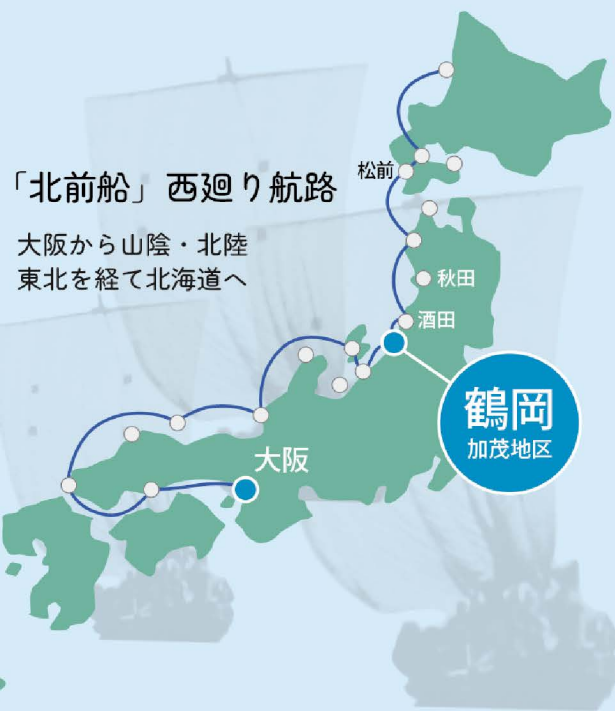 「北前船」西廻り航路
大阪から山陰・北陸
東北を経て北海道へ
松前
秋田
酒田
鶴岡
加茂地区
大阪